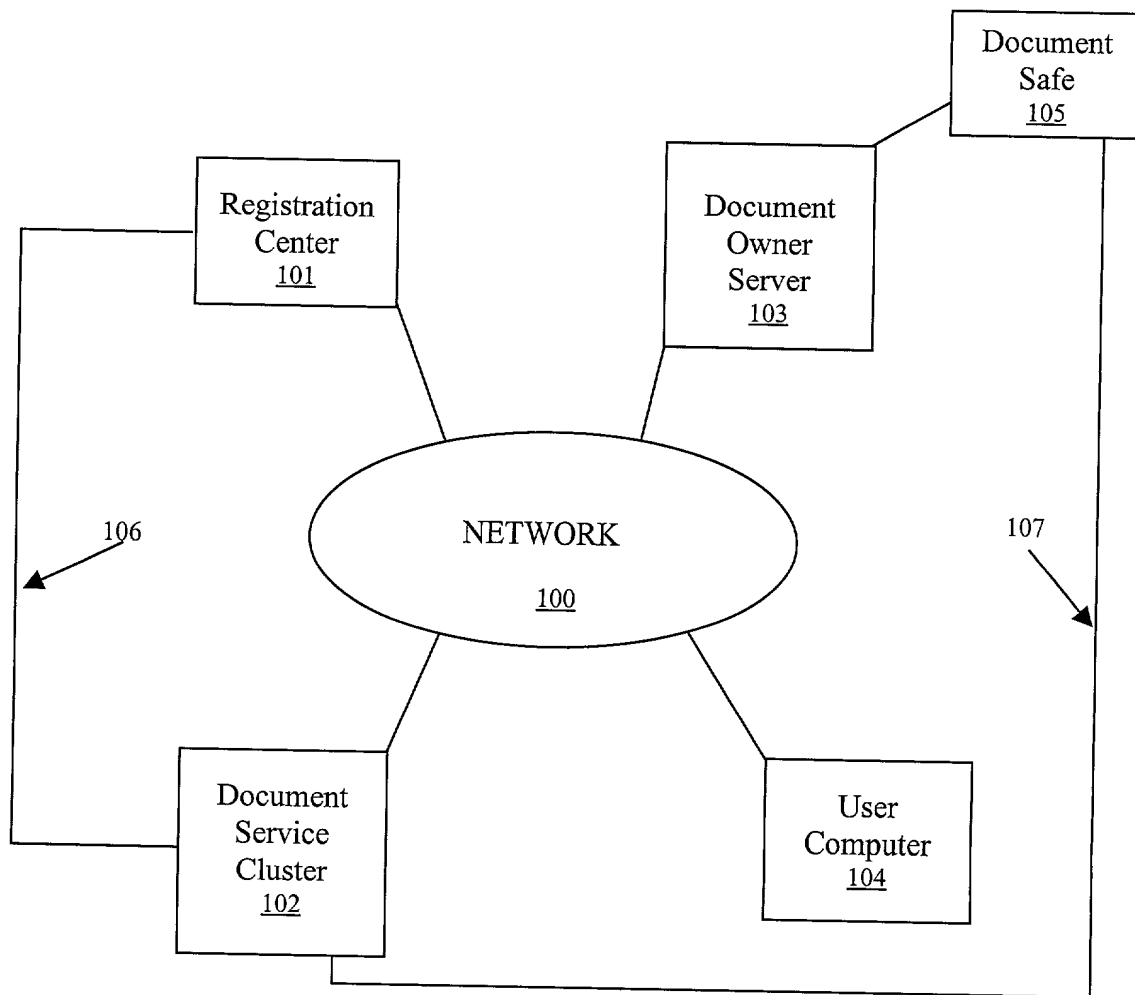 Document
Safe
105
Registration
Center
101
Document
Owner
Server
103
106
NETWORK
100
107
Document
Service
Cluster
102
User
Computer
104